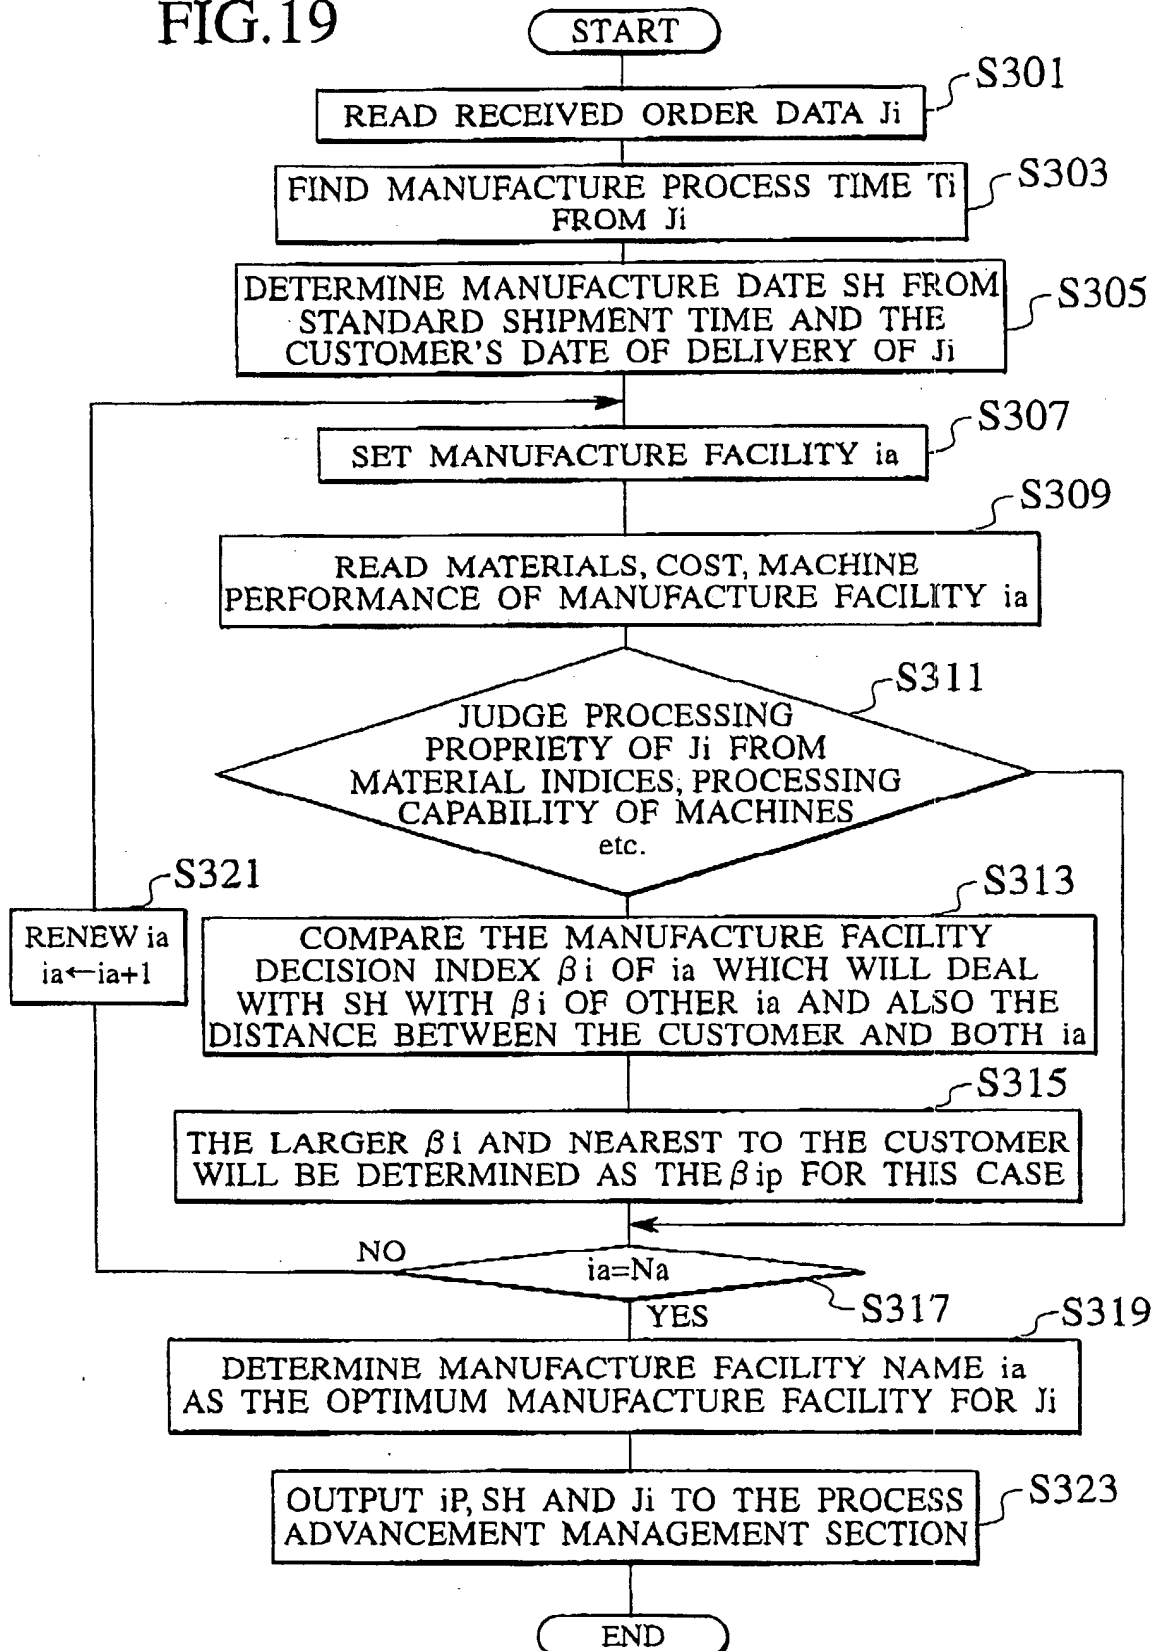 FIG.19
START
S301
READ RECEIVED ORDER DATA Ji
S303
FIND MANUFACTURE PROCESS TIME Ti
FROM Ji
S305
DETERMINE MANUFACTURE DATE SH FROM
STANDARD SHIPMENT TIME AND THE
CUSTOMER'S DATE OF DELIVERY OF Ji
S307
SET MANUFACTURE FACILITY ia
S309
READ MATERIALS, COST, MACHINE
PERFORMANCE OF MANUFACTURE FACILITY ia
S311
JUDGE PROCESSING
PROPRIETY OF Ji FROM
MATERIAL INDICES, PROCESSING
CAPABILITY OF MACHINES
etc.
S321
RENEW ia
ia←ia+1
S313
COMPARE THE MANUFACTURE FACILITY
DECISION INDEX βi OF ia WHICH WILL DEAL
WITH SH WITH βi OF OTHER ia AND ALSO THE
DISTANCE BETWEEN THE CUSTOMER AND BOTH ia
S315
THE LARGER βi AND NEAREST TO THE CUSTOMER
WILL BE DETERMINED AS THE βip FOR THIS CASE
NO
ia=Na
S317
YES
S319
DETERMINE MANUFACTURE FACILITY NAME ia
AS THE OPTIMUM MANUFACTURE FACILITY FOR Ji
S323
OUTPUT iP, SH AND Ji TO THE PROCESS
ADVANCEMENT MANAGEMENT SECTION
END